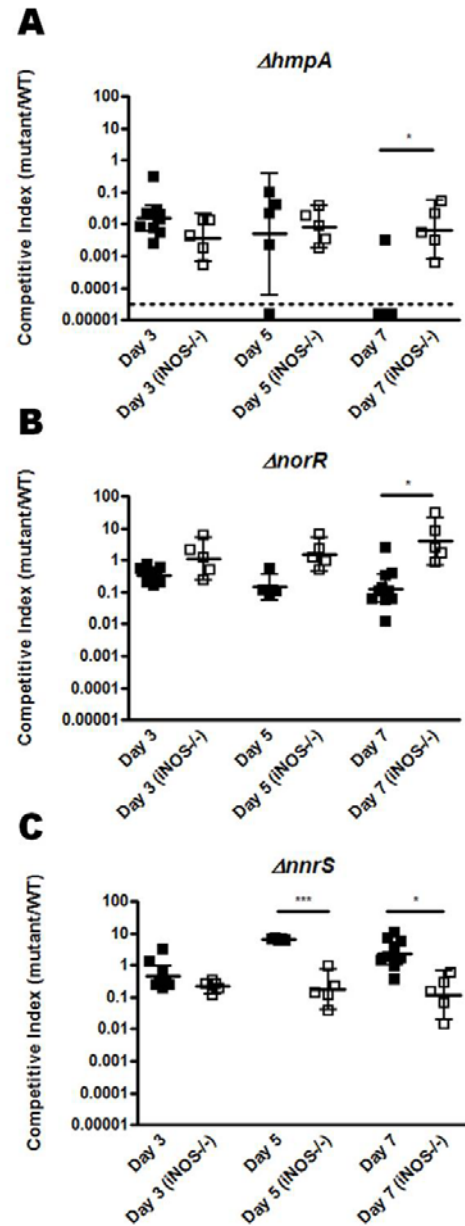 A
ΔhmpA
Competitive Index (mutant/WT)
100
10
1
0.1
0.01
0.001
0.0001
0.00001
*
Day 3
Day 3 (iNOS-/-)
Day 5
Day 5 (iNOS-/-)
Day 7
Day 7 (iNOS-/-)
B
ΔnorR
Competitive Index (mutant/WT)
100
10
1
0.1
0.01
0.001
0.0001
0.00001
*
Day 3
Day 3 (iNOS-/-)
Day 5
Day 5 (iNOS-/-)
Day 7
Day 7 (iNOS-/-)
C
ΔnnrS
Competitive Index (mutant/WT)
100
10
1
0.1
0.01
0.001
0.0001
0.00001
*** *
Day 3
Day 3 (iNOS-/-)
Day 5
Day 5 (iNOS-/-)
Day 7
Day 7 (iNOS-/-)